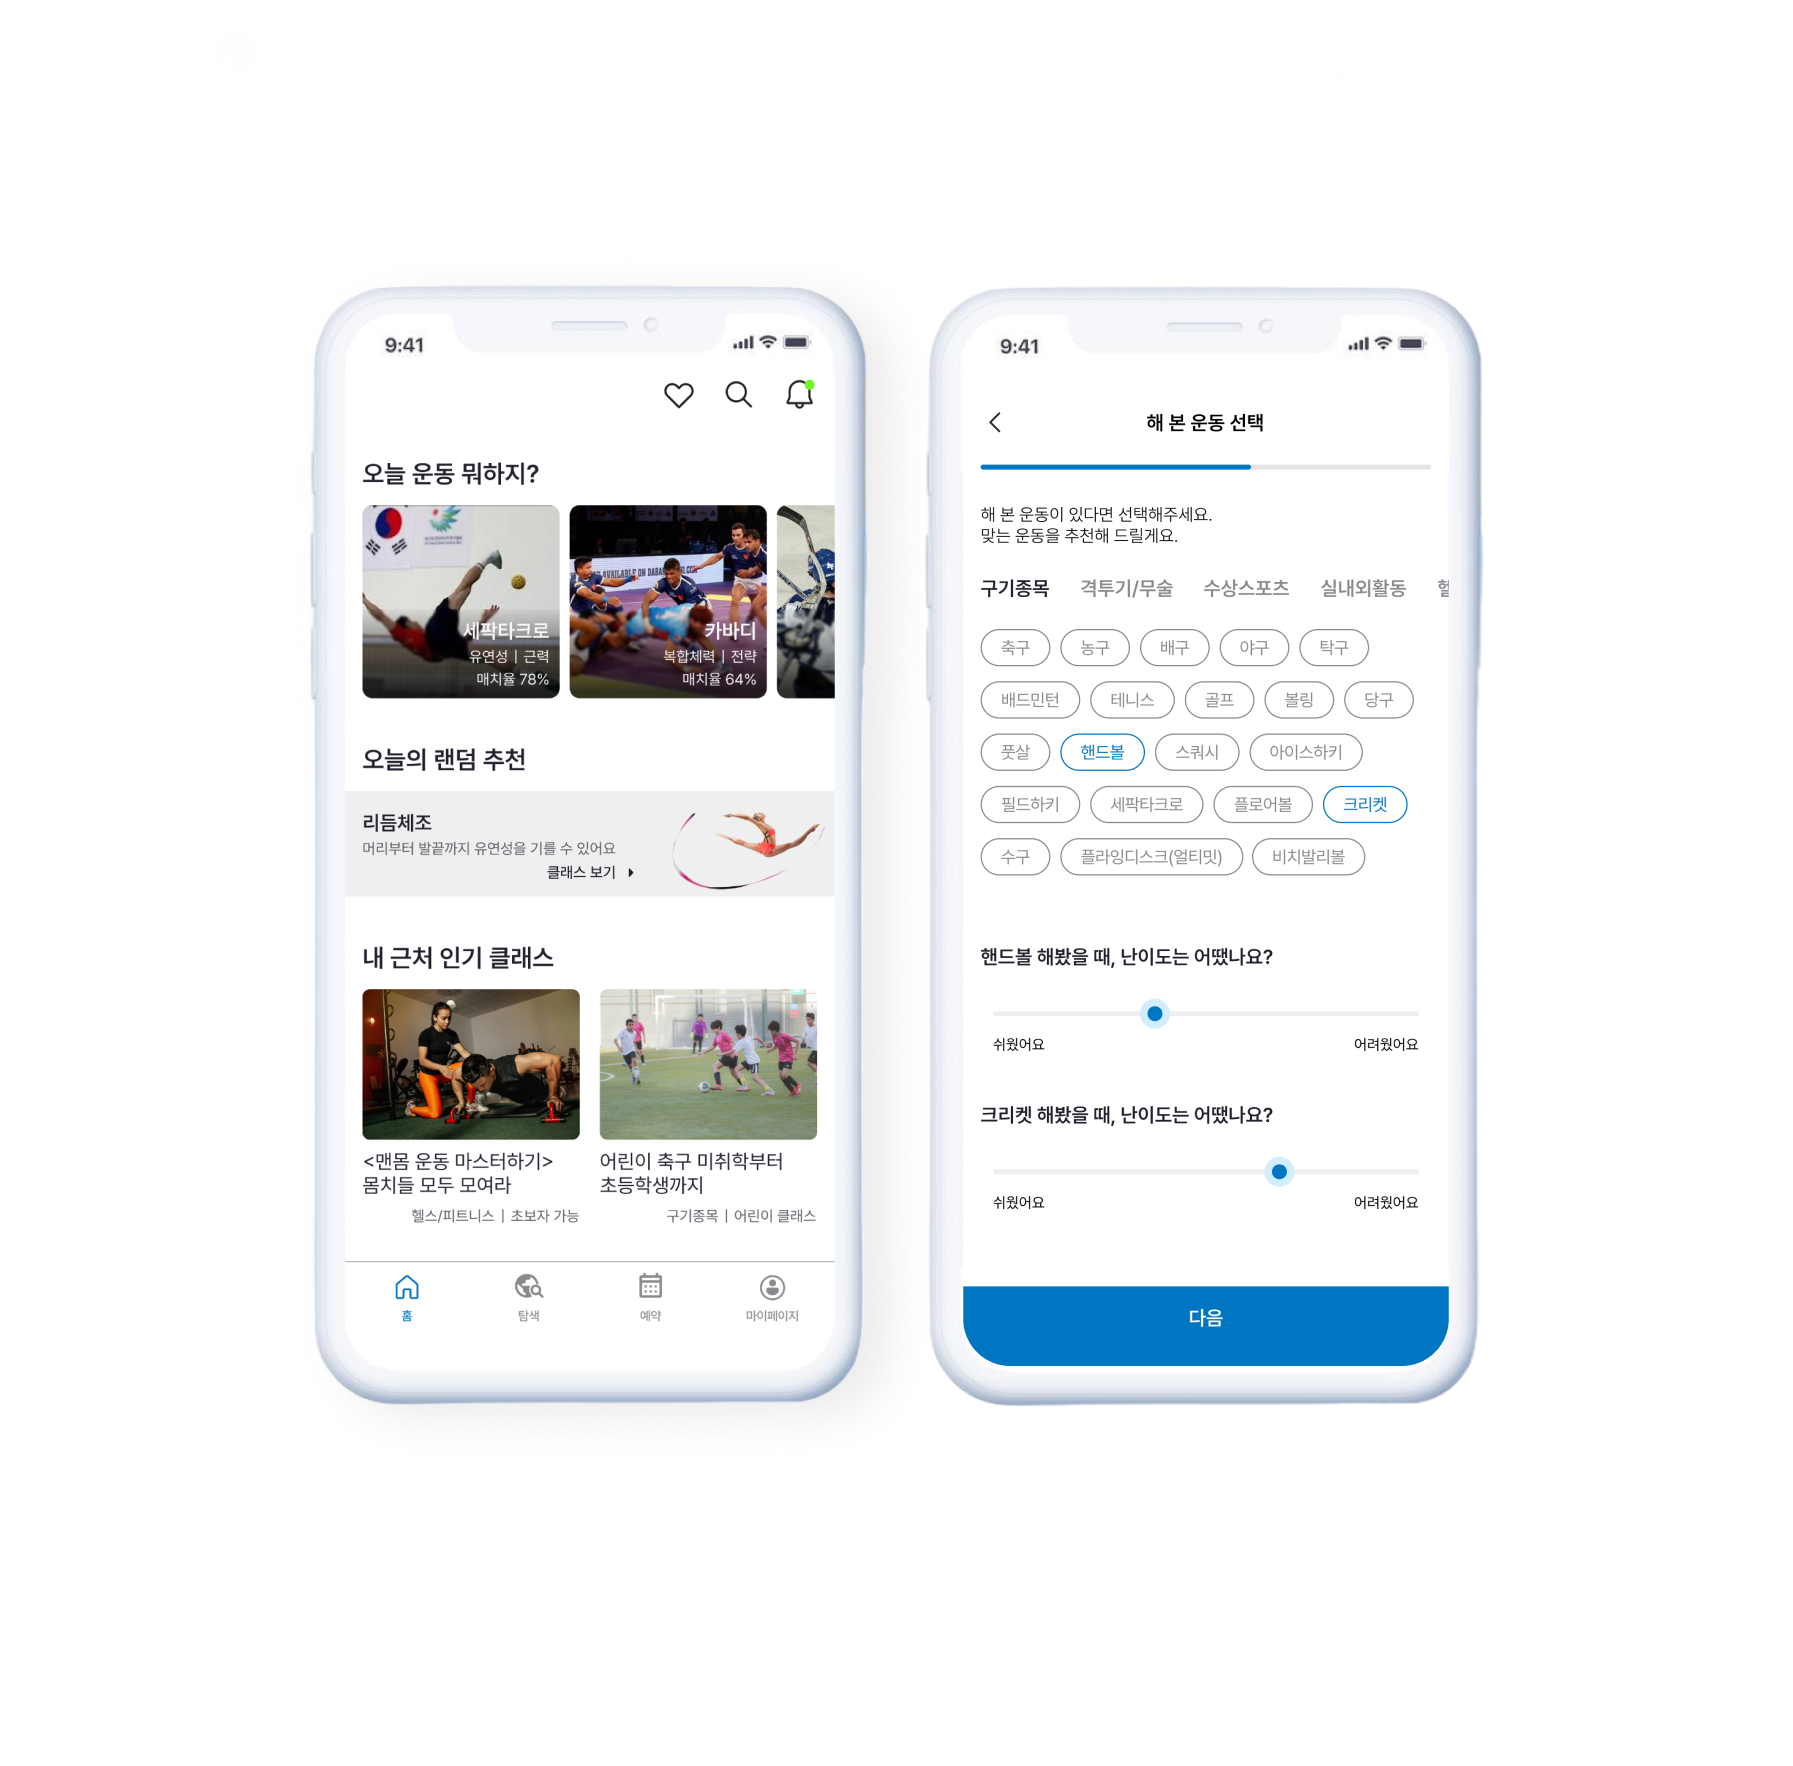 9:41
오늘 운동 뭐하지?
AVAILABLE ON DABA
세팍타크로
유연성 | 근력
매치율 78%
카바디
복합체력 | 전략
매치율 64%
오늘의 랜덤 추천
리듬체조
머리부터 발끝까지 유연성을 기를 수 있어요
클래스 보기
내 근처 인기 클래스
<맨몸 운동 마스터하기>
몸치들 모두 모여라
헬스/피트니스 | 초보자 가능
어린이 축구 미취학부터
초등학생까지
구기종목 | 어린이 클래스
홈
탐색
예약
마이페이지
9:41
해 본 운동 선택
해 본 운동이 있다면 선택해주세요.
맞는 운동을 추천해 드릴게요.
구기종목 격투기/무술 수상스포츠 실내외활동
축구 농구 배구 야구 탁구
배드민턴 테니스 골프 볼링 당구
풋살 핸드볼 스쿼시 아이스하키
필드하키 세팍타크로 플로어볼 크리켓
수구 플라잉디스크(얼티밋) 비치발리볼
핸드볼 해봤을 때, 난이도는 어땠나요?
쉬웠어요 어려웠어요
크리켓 해봤을 때, 난이도는 어땠나요?
쉬웠어요 어려웠어요
다음